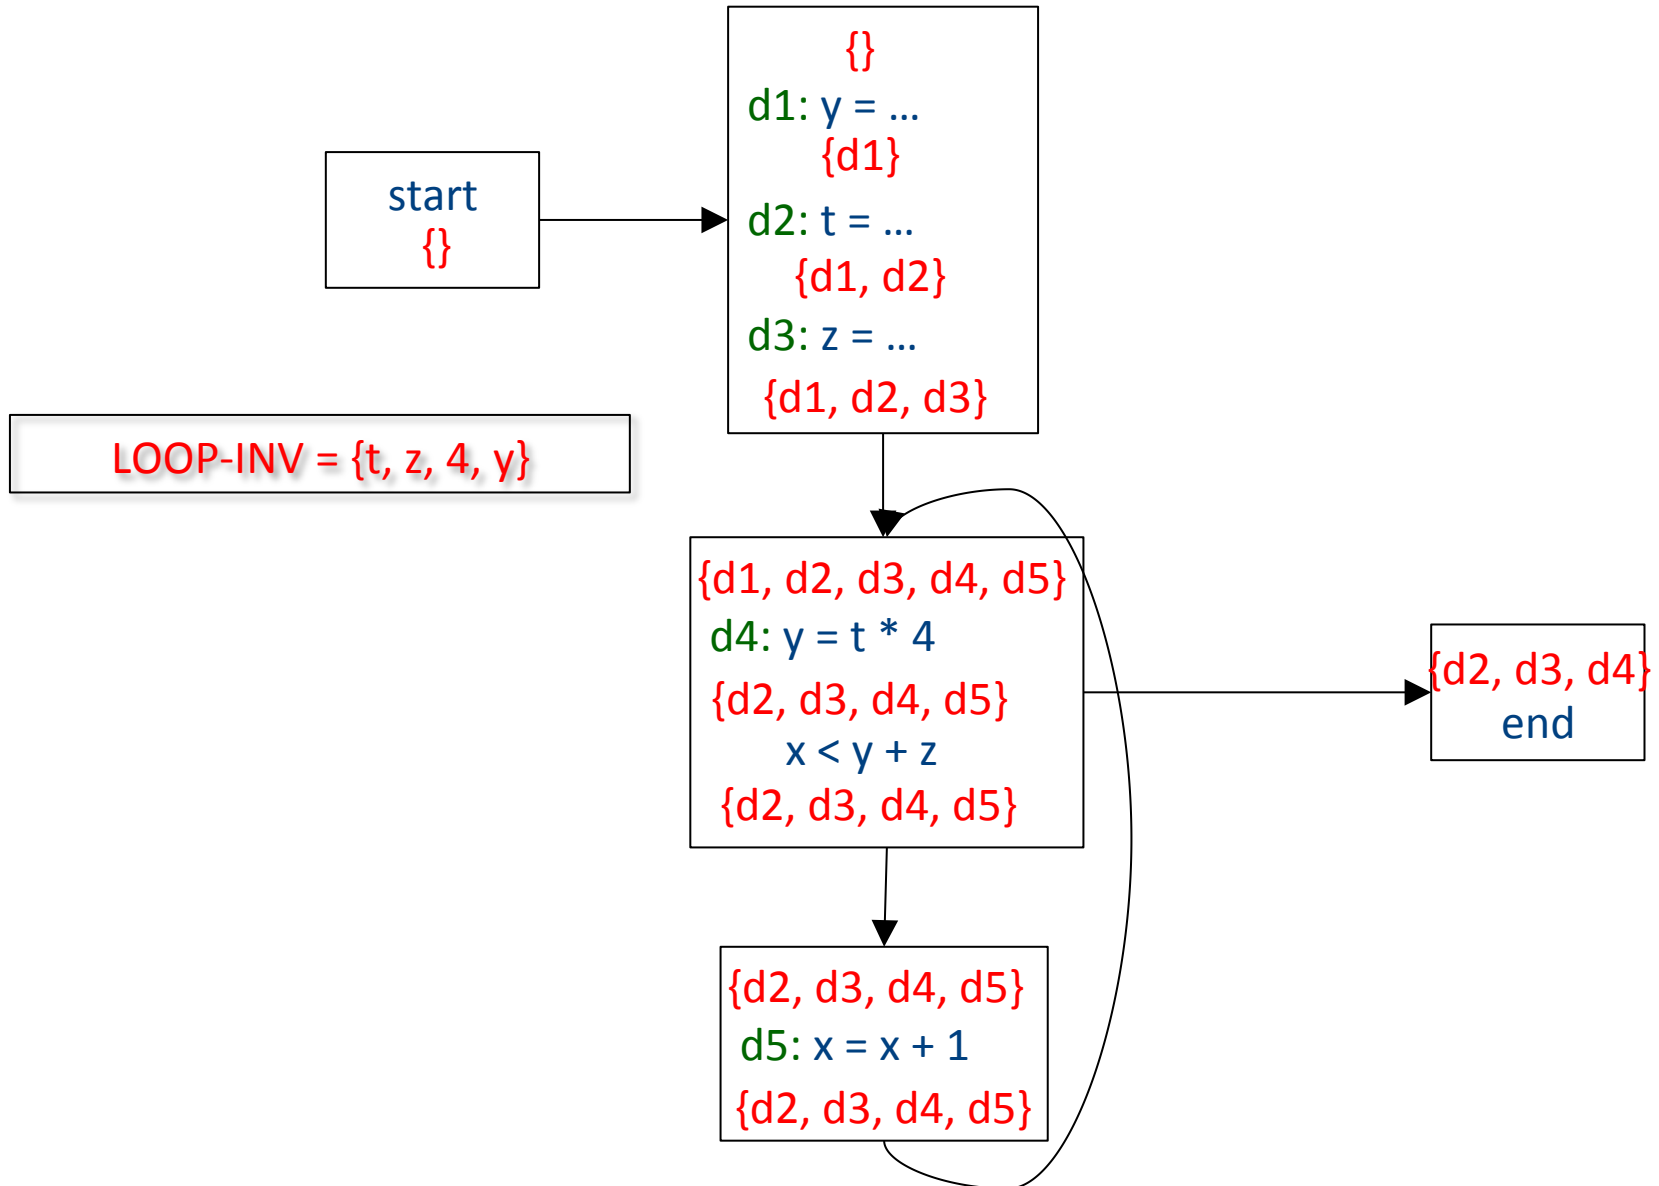 {}
d1: y = ...
{d1}
start
{}
d2: t = ...
{d1, d2}
d3: z = ...
{d1, d2, d3}
LOOP-INV = {t, z, 4, y}
{d1, d2, d3, d4, d5}
d4: y = t * 4
{d2, d3, d4, d5}
x < y + z
{d2, d3, d4, d5}
{d2, d3, d4}
end
{d2, d3, d4, d5}
d5: x = x + 1
{d2, d3, d4, d5}